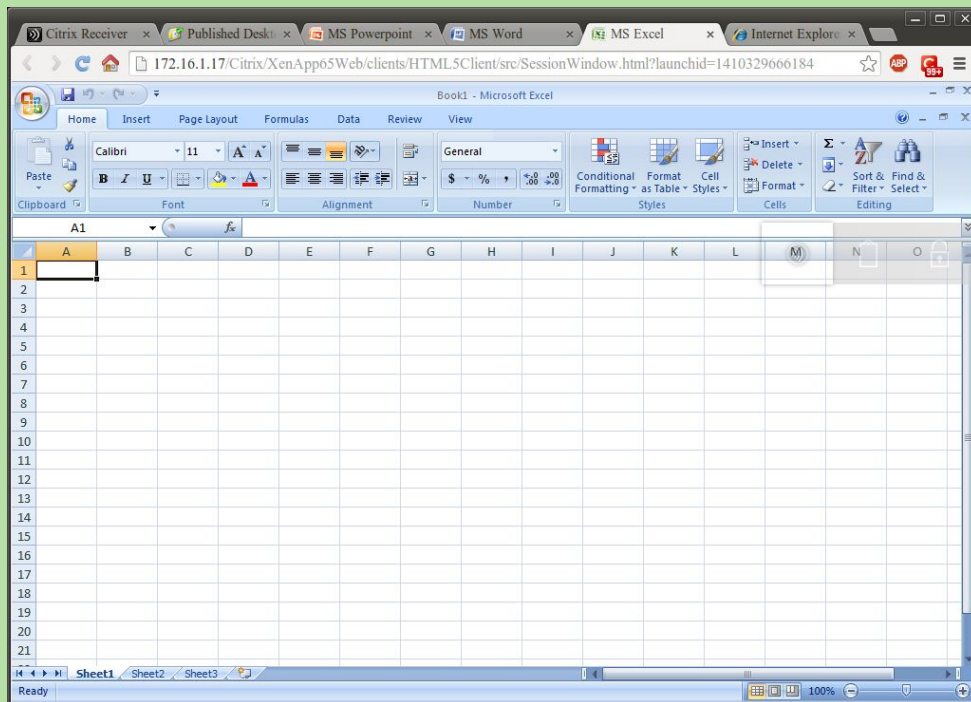 Citrix Receiver × Published Deskt × MS Powerpoint × MS Word × MS Excel × Internet Explore ×
172.16.1.17/Citrix/XenApp65Web/clients/HTML5Client/src/SessionWindow.html?launchid=1410329666184 ABP 99+
Book1 - Microsoft Excel
Home Insert Page Layout Formulas Data Review View
Paste Calibri 11 A A General Insert Σ
B I U A $ % , .00 .0 Conditional Formatting Format as Table Cell Styles Delete Format Sort & Filter Find & Select
Clipboard Font Alignment Number Styles Cells Editing
A1 fx
A B C D E F G H I J K L M N O
1
2
3
4
5
6
7
8
9
10
11
12
13
14
15
16
17
18
19
20
21
Sheet1 Sheet2 Sheet3
Ready 100%